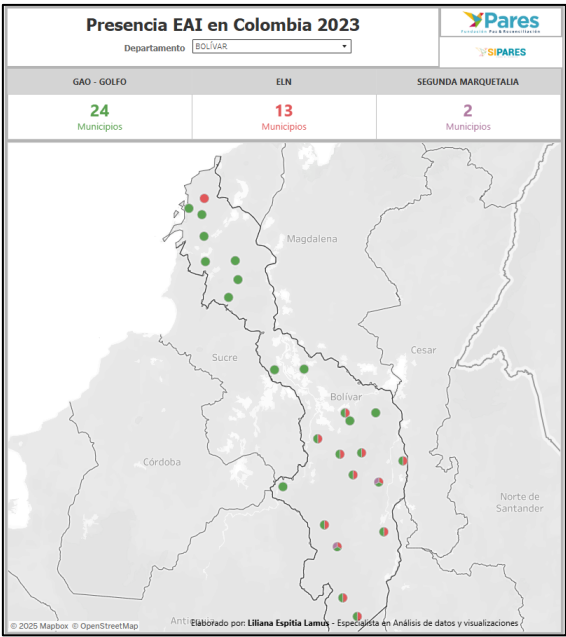 Presencia EAI en Colombia 2023
Departamento BOLÍVAR
Pares
Fundación Paz & Reconciliación
SIPARES
GAO - GOLFO ELN SEGUNDA MARQUETALIA
24 13 2
Municipios Municipios Municipios
Magdalena
Sucre
Cesar
Bolívar
Córdoba
Norte de
Santander
© 2025 Mapbox © OpenStreetMap
Elaborado por: Liliana Espitia Lamus - Especialista en Análisis de datos y visualizaciones